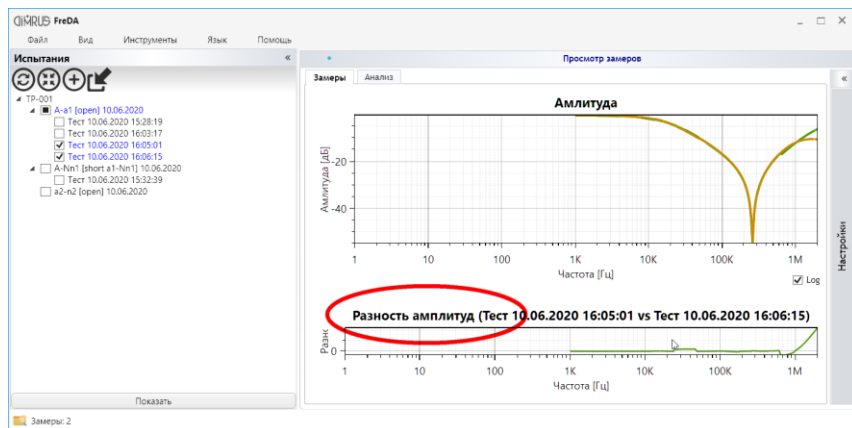 DIMRUS FreDA
Файл Вид Инструменты Язык Помощь
Испытания «
TP-001
A-a1 [open] 10.06.2020
Тест 10.06.2020 15:28:19
Тест 10.06.2020 16:03:17
Тест 10.06.2020 16:05:01
Тест 10.06.2020 16:06:15
A-Nn1 [short a1-Nn1] 10.06.2020
Тест 10.06.2020 15:32:39
a2-n2 [open] 10.06.2020
Показать
Замеры: 2
Просмотр замеров
Замеры Анализ «
Амлитуда
Амлитуда [дБ]
-20
-40
1 10 100 1K 10K 100K 1M
Частота [Гц]
Log
Разность амплитуд (Тест 10.06.2020 16:05:01 vs Тест 10.06.2020 16:06:15)
Разнс
0
1 10 100 1K 10K 100K 1M
Частота [Гц]
Настройки